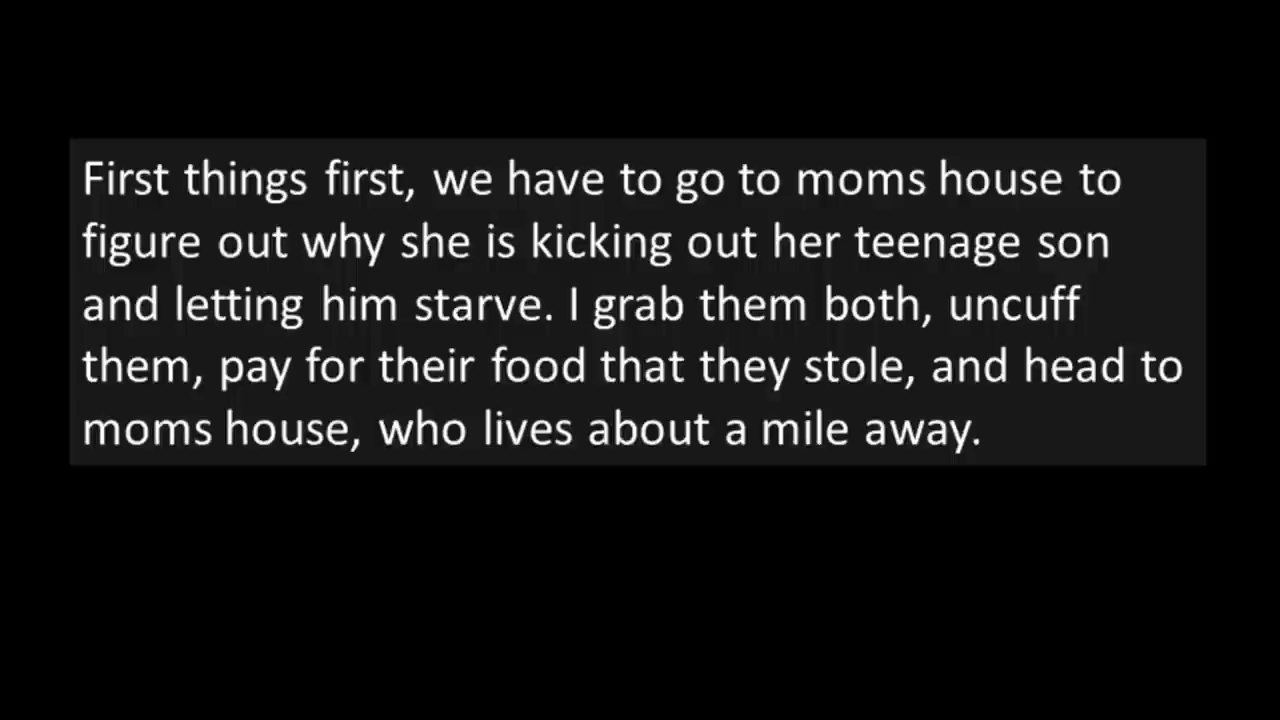 First things first, we have to go to moms house to
figure out why she is kicking out her teenage son
and letting him starve. I grab them both, uncuff
them, pay for their food that they stole, and head to
moms house, who lives about a mile away.